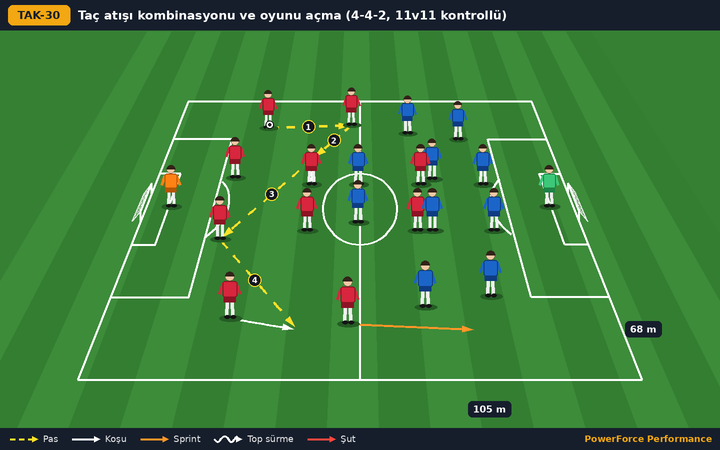 TAK-30 Taç atışı kombinasyonu ve oyunu açma (4-4-2, 11v11 kontrollü)
1
2
3
4
68 m
105 m
Pas Koşu Sprint Top sürme Şut PowerForce Performance